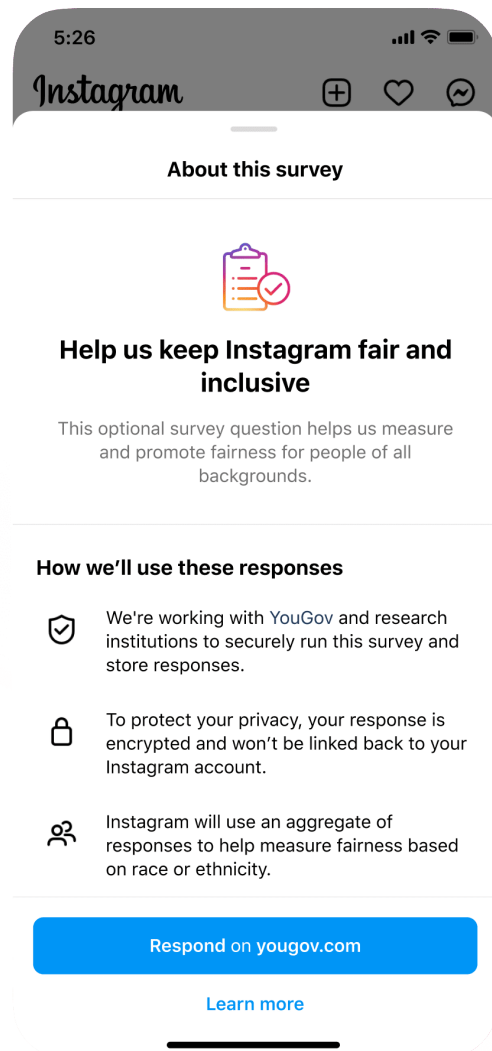 5:26
Instagram
About this survey
Help us keep Instagram fair and
inclusive
This optional survey question helps us measure
and promote fairness for people of all
backgrounds.
How we’ll use these responses
We're working with YouGov and research
institutions to securely run this survey and
store responses.
To protect your privacy, your response is
encrypted and won’t be linked back to your
Instagram account.
Instagram will use an aggregate of
responses to help measure fairness based
on race or ethnicity.
Respond on yougov.com
Learn more